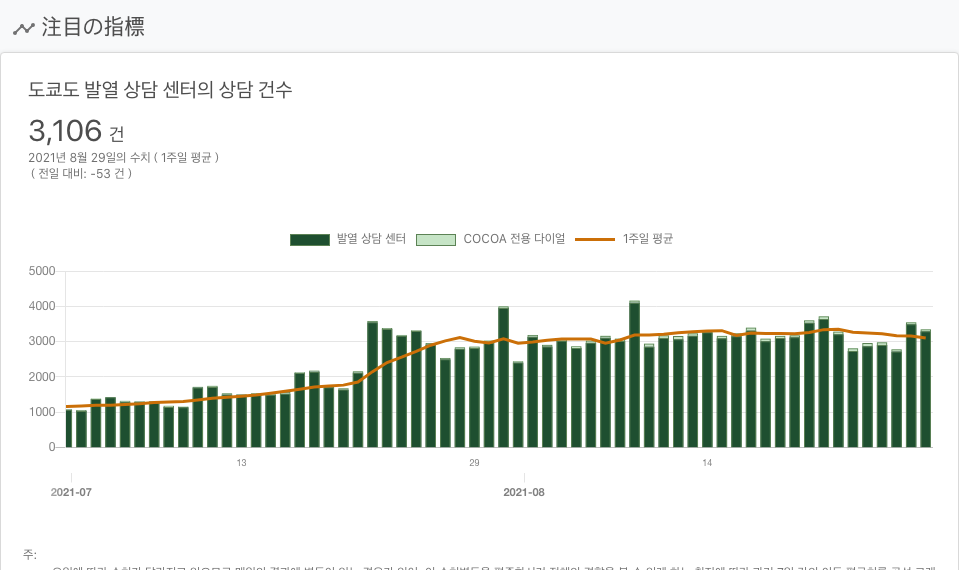 注目の指標
도쿄도 발열 상담 센터의 상담 건수
3,106 건
2021년 8월 29일의 수치 ( 1주일 평균 )
( 전일 대비: -53 건 )
발열 상담 센터 COCOA 전용 다이얼 1주일 평균
5000
4000
3000
2000
1000
0
13 29 14
2021-07 2021-08
주: